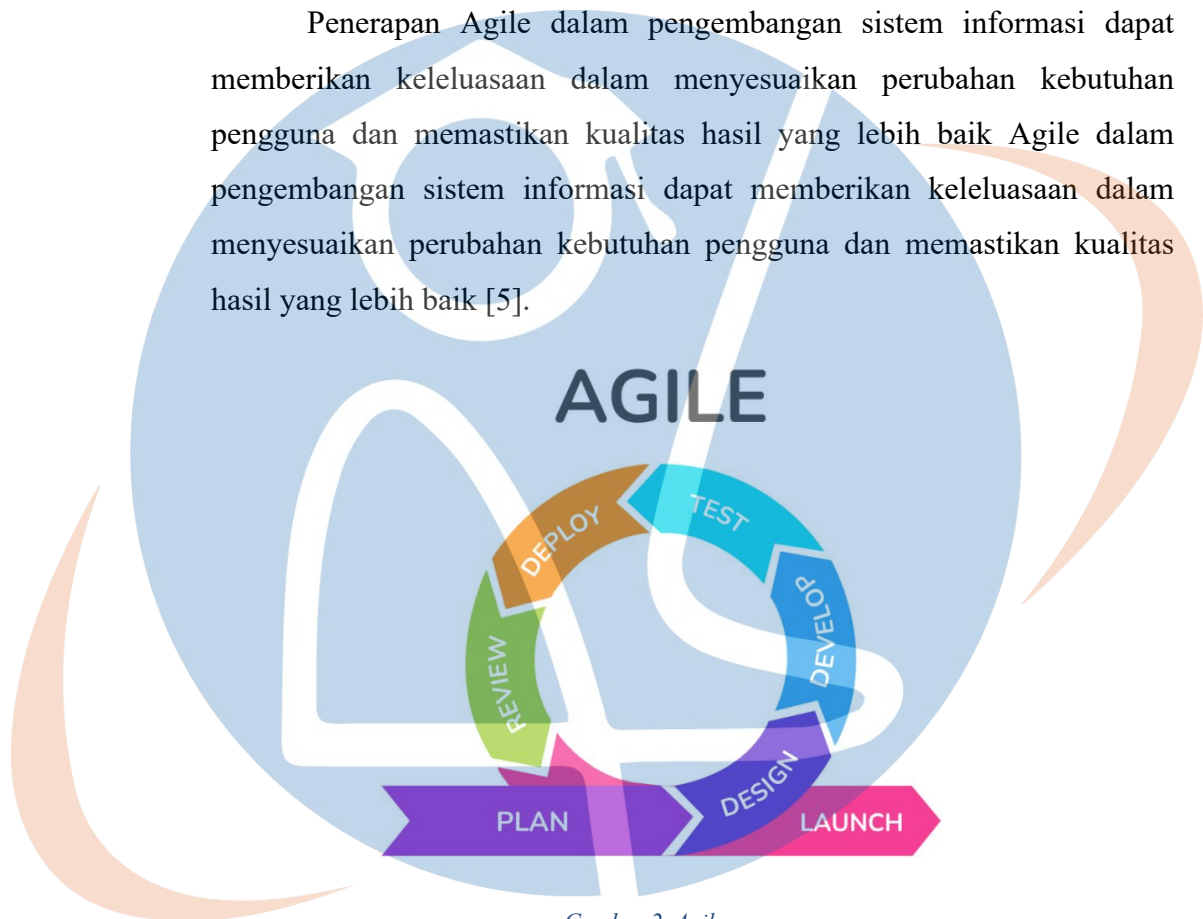 Penerapan Agile dalam pengembangan sistem informasi dapat
memberikan keleluasaan dalam menyesuaikan perubahan kebutuhan
pengguna dan memastikan kualitas hasil yang lebih baik Agile dalam
pengembangan sistem informasi dapat memberikan keleluasaan dalam
menyesuaikan perubahan kebutuhan pengguna dan memastikan kualitas
hasil yang lebih baik [5].
AGILE
TEST
DEPLOY
DEVELOP
REVIEW
DESIGN
PLAN
LAUNCH